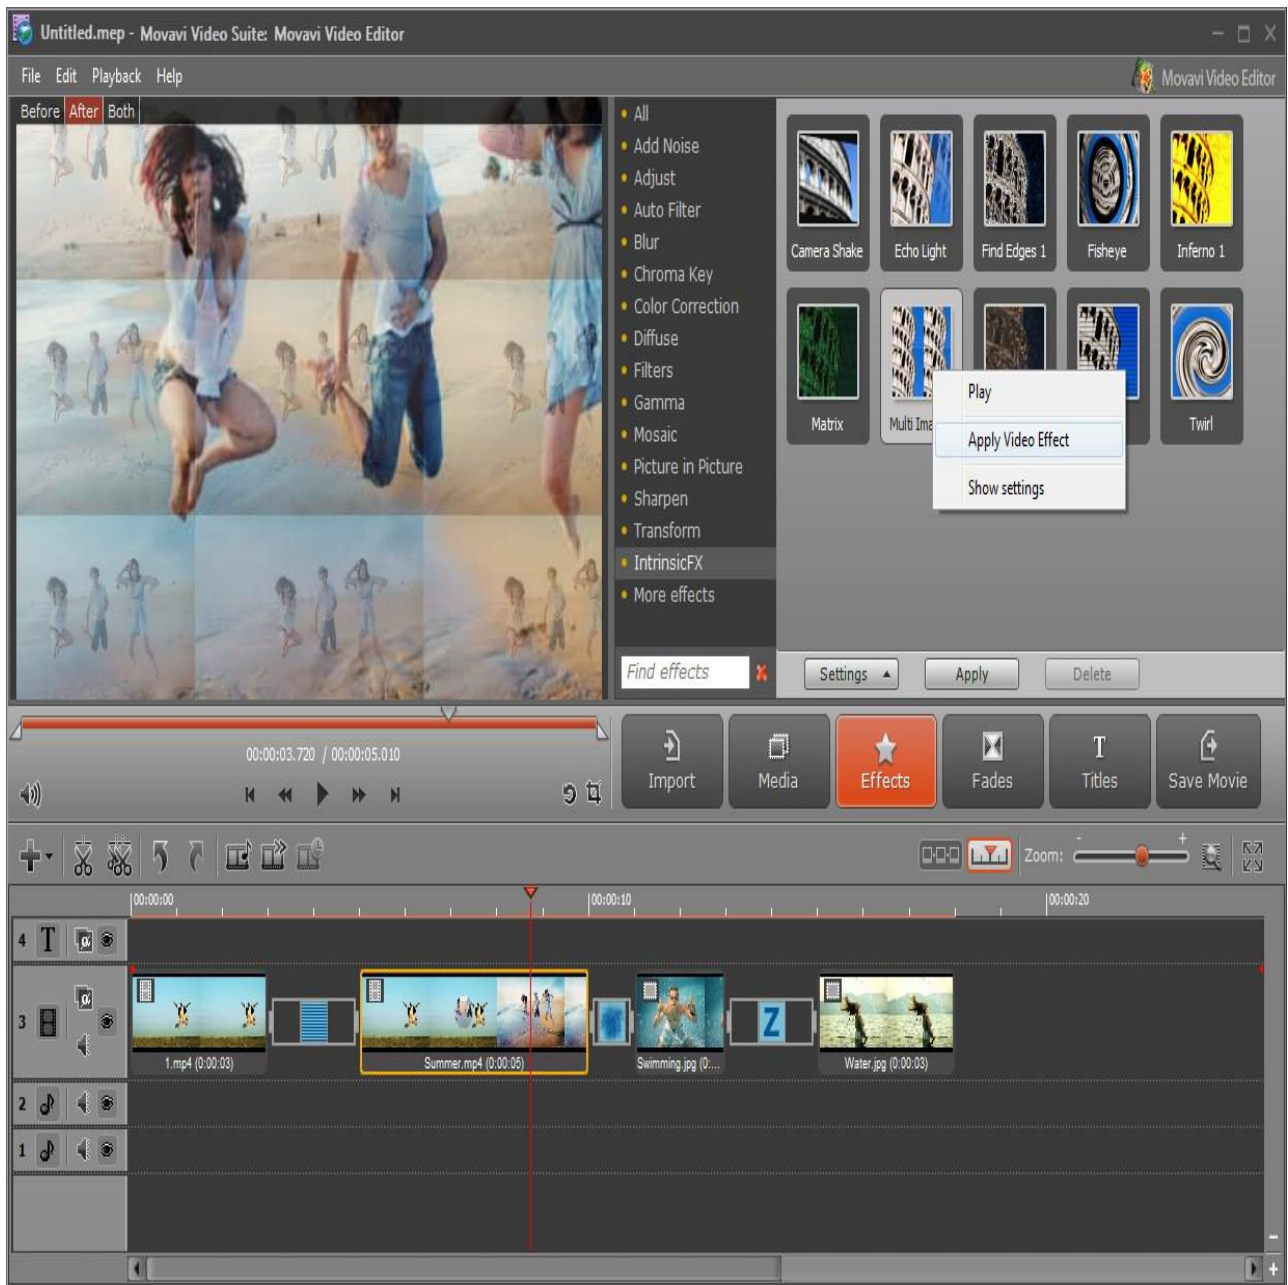 Untitled.mep - Movavi Video Suite: Movavi Video Editor
File Edit Playback Help
Movavi Video Editor
Before After Both
All
Add Noise
Adjust
Auto Filter
Blur
Chroma Key
Color Correction
Diffuse
Filters
Gamma
Mosaic
Picture in Picture
Sharpen
Transform
IntrinsicFX
More effects
Find effects
Camera Shake Echo Light Find Edges 1 Fisheye Inferno 1
Matrix Multi Ima Twirl
Play
Apply Video Effect
Show settings
Settings Apply Delete
00:00:03.720 / 00:00:05.010
Import Media Effects Fades Titles Save Movie
Zoom: - +
00:00:00 00:00:10 00:00:20
4 T
3
Z
1.mp4 (0:00:03) Summer.mp4 (0:00:05) Swimming.jpg (0:... Water.jpg (0:00:03)
2
1